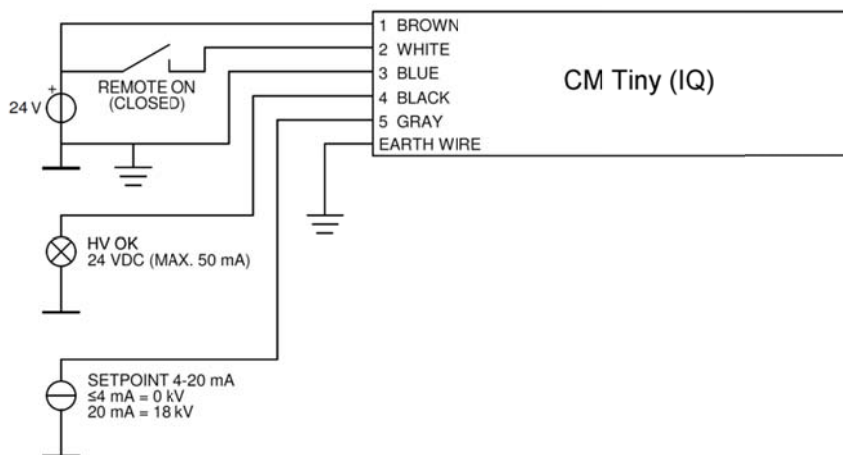 1 BROWN
2 WHITE
3 BLUE
4 BLACK
5 GRAY
EARTH WIRE
CM Tiny (IQ)
REMOTE ON
(CLOSED)
+
24 V
HV OK
24 VDC (MAX. 50 mA)
SETPOINT 4-20 mA
≤4 mA = 0 kV
20 mA = 18 kV